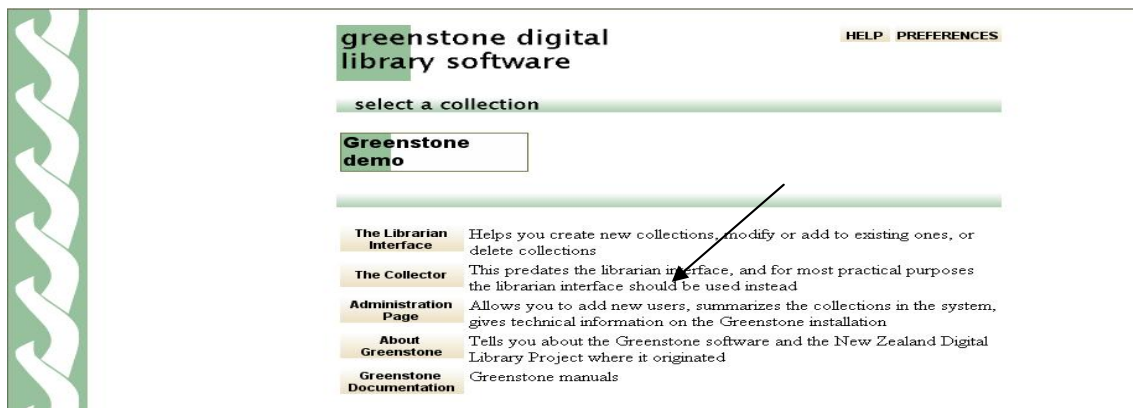 greenstone digital
library software
HELP PREFERENCES
select a collection
Greenstone
demo
The Librarian
Interface
Helps you create new collections, modify or add to existing ones, or
delete collections
The Collector
This predates the librarian interface, and for most practical purposes
the librarian interface should be used instead
Administration
Page
Allows you to add new users, summarizes the collections in the system,
gives technical information on the Greenstone installation
About
Greenstone
Tells you about the Greenstone software and the New Zealand Digital
Library Project where it originated
Greenstone
Documentation
Greenstone manuals